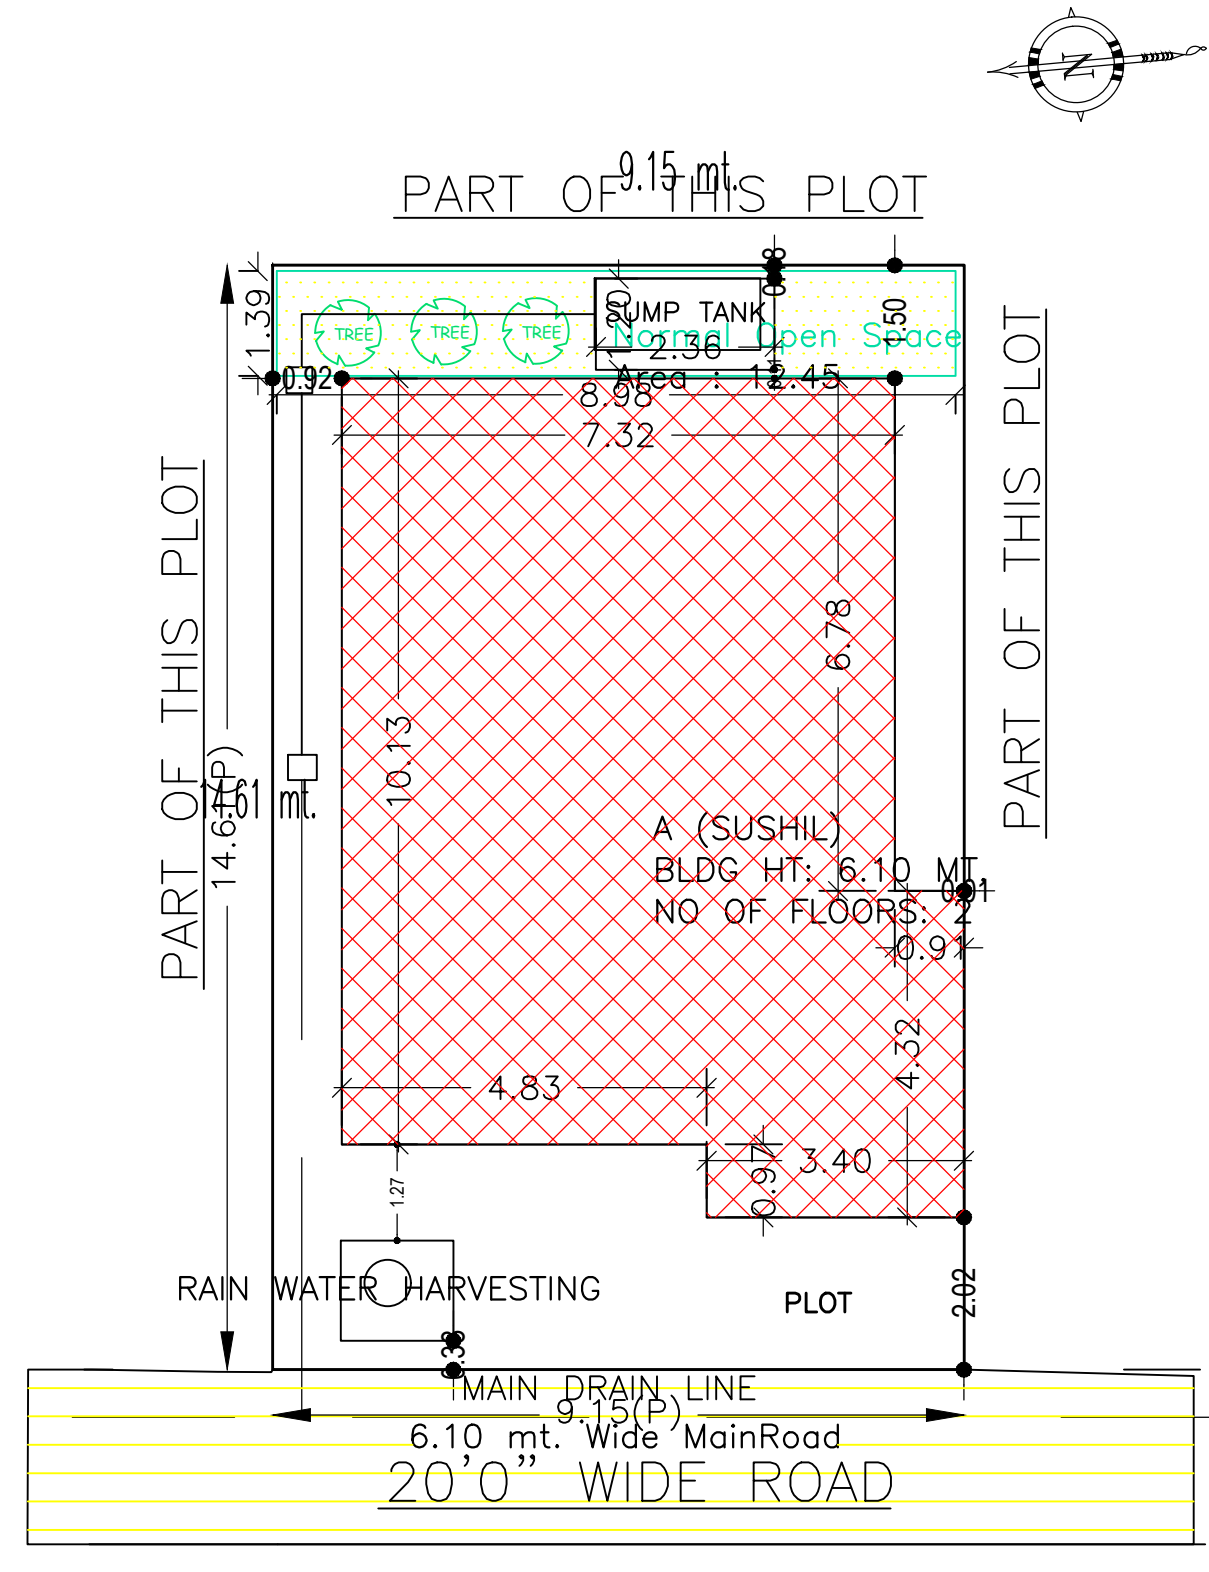 N
9.15 mt.
PART OF THIS PLOT
1.39
TREE
TREE
TREE
SUMP TANK
1.20
Normal Open Space
2.36
Area : 12.45
1.50
0.92
8.98
7.32
PART OF THIS PLOT
PART OF THIS PLOT
14.61(P)
14.61 mt.
10.13
6.78
A (SUSHIL)
BLDG HT: 6.10 MT,
NO OF FLOORS: 2
0.91
4.32
4.83
0.97
3.40
1.27
RAIN WATER HARVESTING
PLOT
2.02
MAIN DRAIN LINE
9.15(P)
6.10 mt. Wide MainRoad
20'0" WIDE ROAD